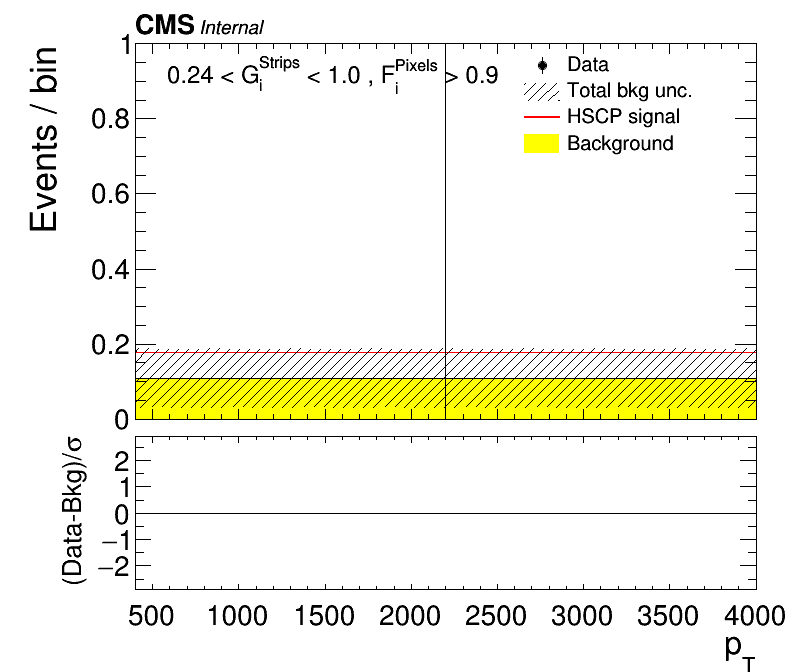 CMS Internal
0.24 < G_i^Strips < 1.0 , F_i^Pixels > 0.9
Data
Total bkg unc.
HSCP signal
Background
Events / bin
1
0.8
0.6
0.4
0.2
0
(Data-Bkg)/σ
2
1
0
−1
−2
500 1000 1500 2000 2500 3000 3500 4000
p_T